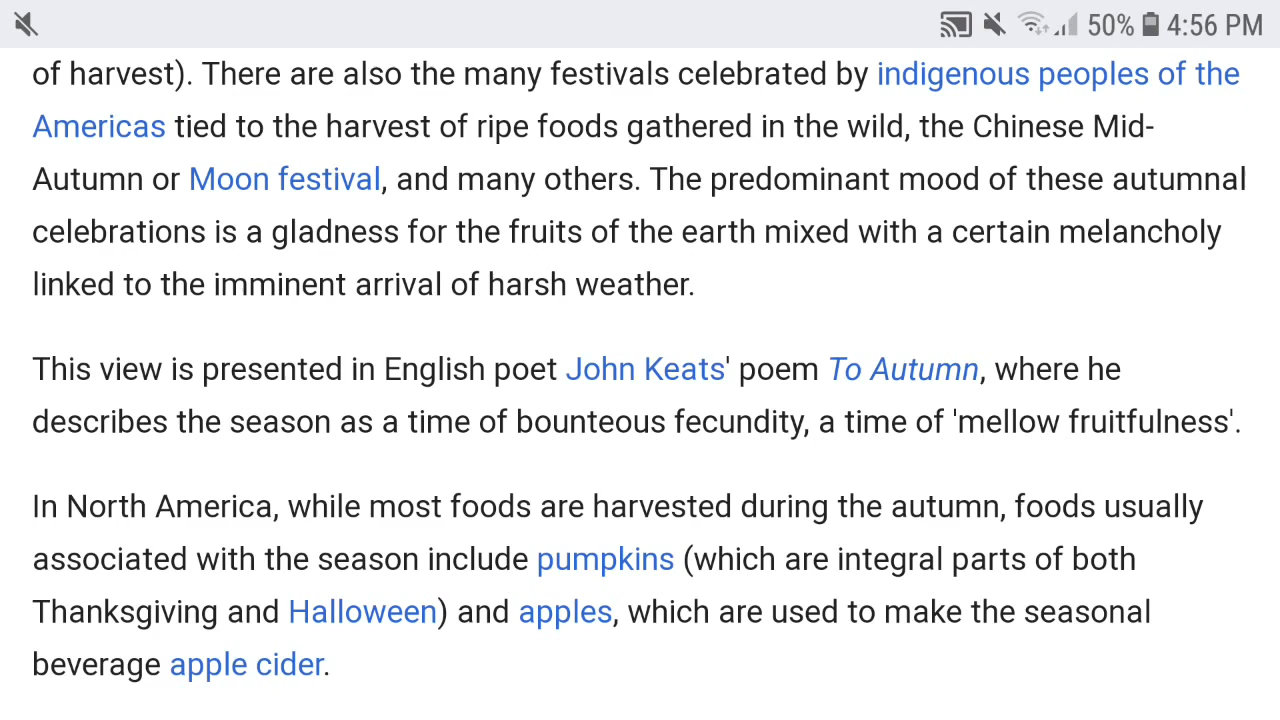 50% 4:56 PM
of harvest). There are also the many festivals celebrated by indigenous peoples of the
Americas tied to the harvest of ripe foods gathered in the wild, the Chinese Mid-
Autumn or Moon festival, and many others. The predominant mood of these autumnal
celebrations is a gladness for the fruits of the earth mixed with a certain melancholy
linked to the imminent arrival of harsh weather.
This view is presented in English poet John Keats' poem To Autumn, where he
describes the season as a time of bounteous fecundity, a time of 'mellow fruitfulness'.
In North America, while most foods are harvested during the autumn, foods usually
associated with the season include pumpkins (which are integral parts of both
Thanksgiving and Halloween) and apples, which are used to make the seasonal
beverage apple cider.